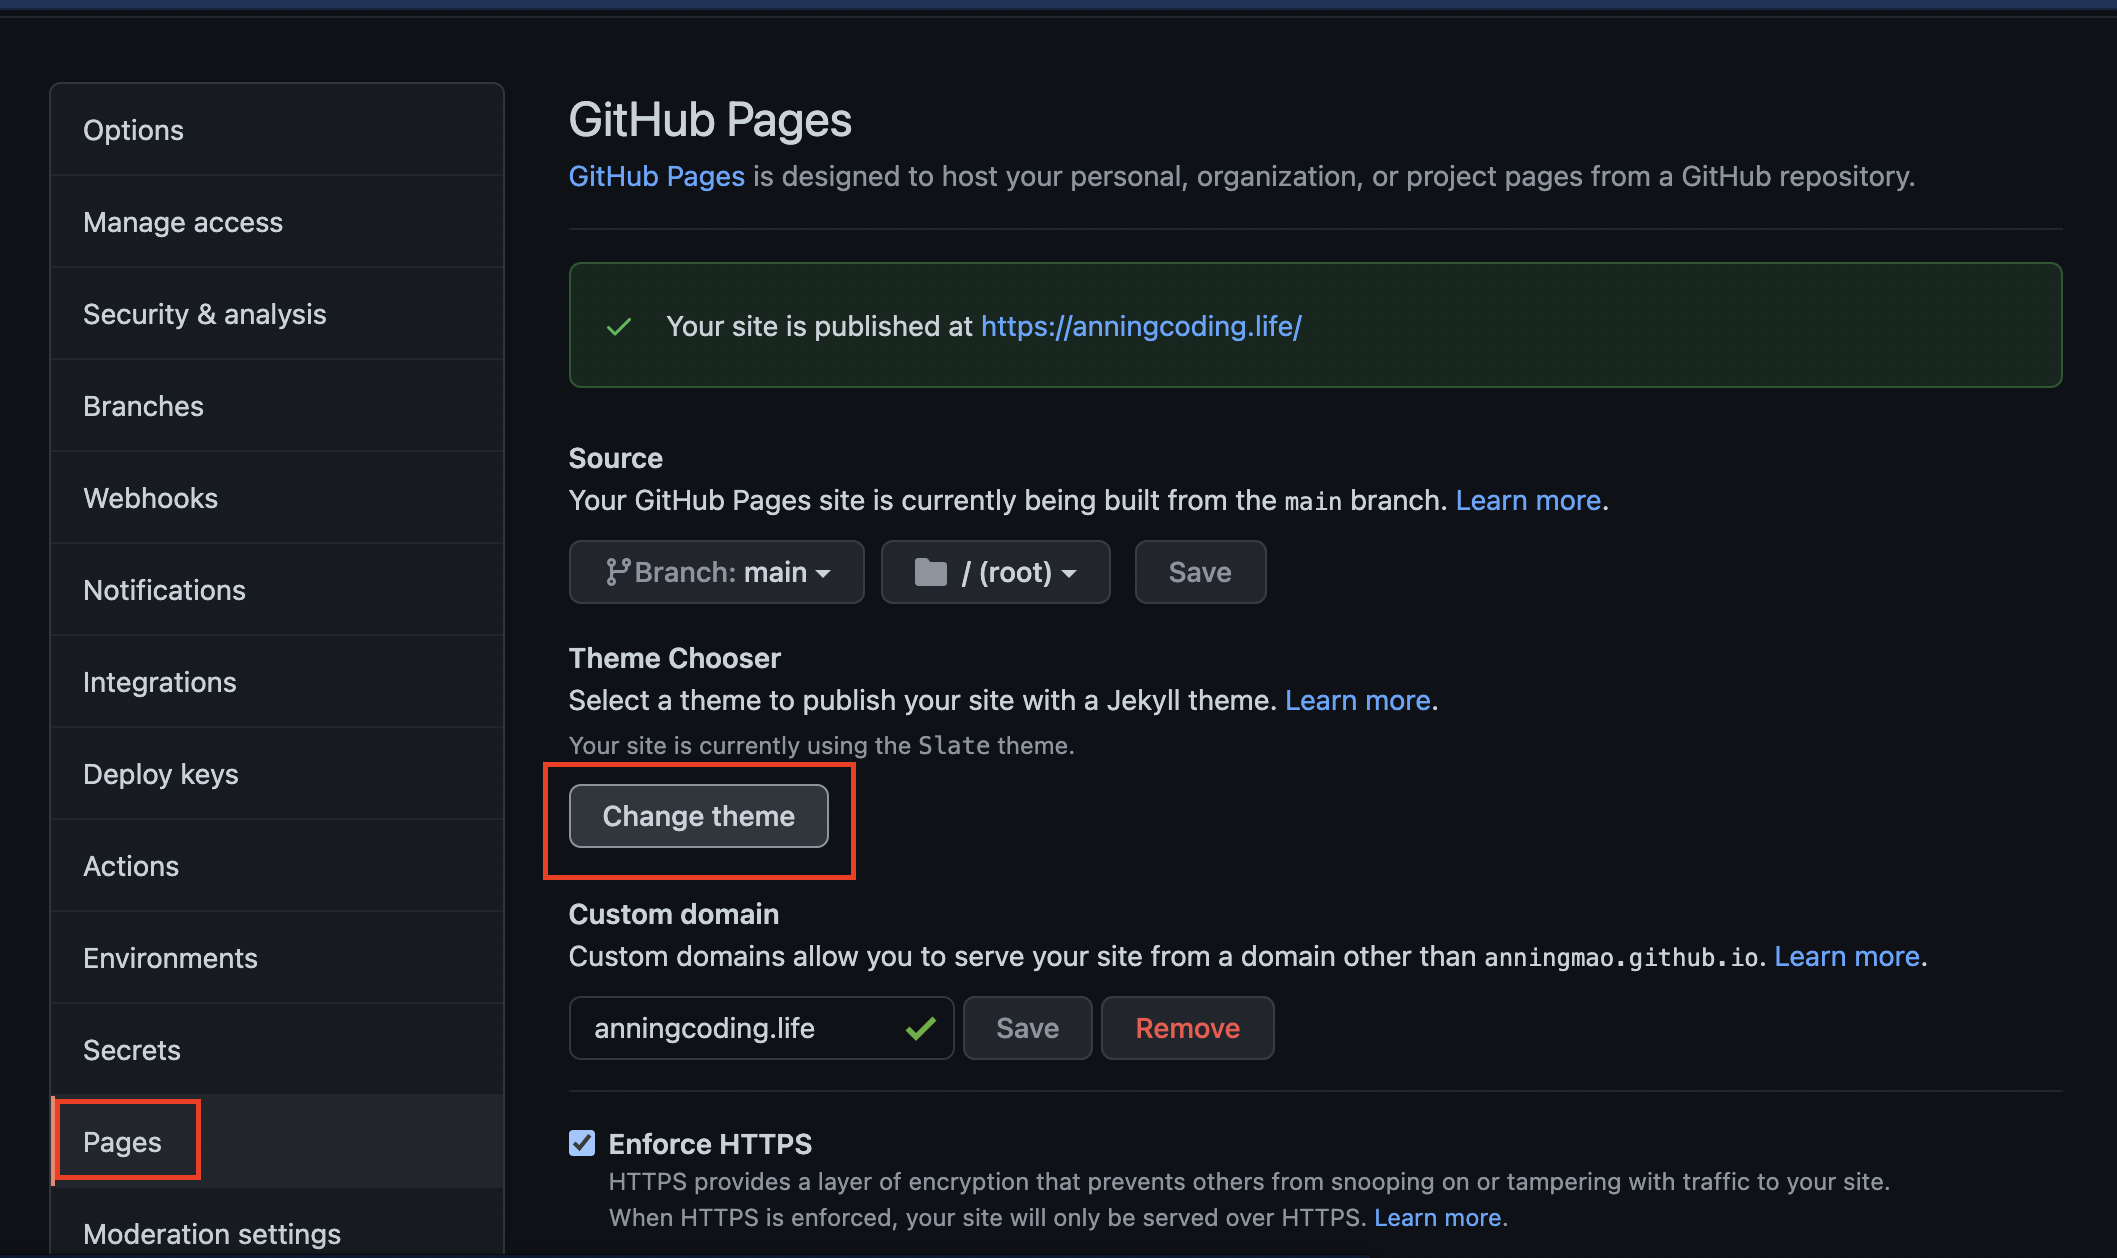 Options
Manage access
Security & analysis
Branches
Webhooks
Notifications
Integrations
Deploy keys
Actions
Environments
Secrets
Pages
Moderation settings
GitHub Pages
GitHub Pages is designed to host your personal, organization, or project pages from a GitHub repository.
Your site is published at https://anningcoding.life/
Source
Your GitHub Pages site is currently being built from the main branch. Learn more.
Branch: main
/ (root)
Save
Theme Chooser
Select a theme to publish your site with a Jekyll theme. Learn more.
Your site is currently using the Slate theme.
Change theme
Custom domain
Custom domains allow you to serve your site from a domain other than anningmao.github.io. Learn more.
anningcoding.life
Save
Remove
Enforce HTTPS
HTTPS provides a layer of encryption that prevents others from snooping on or tampering with traffic to your site.
When HTTPS is enforced, your site will only be served over HTTPS. Learn more.